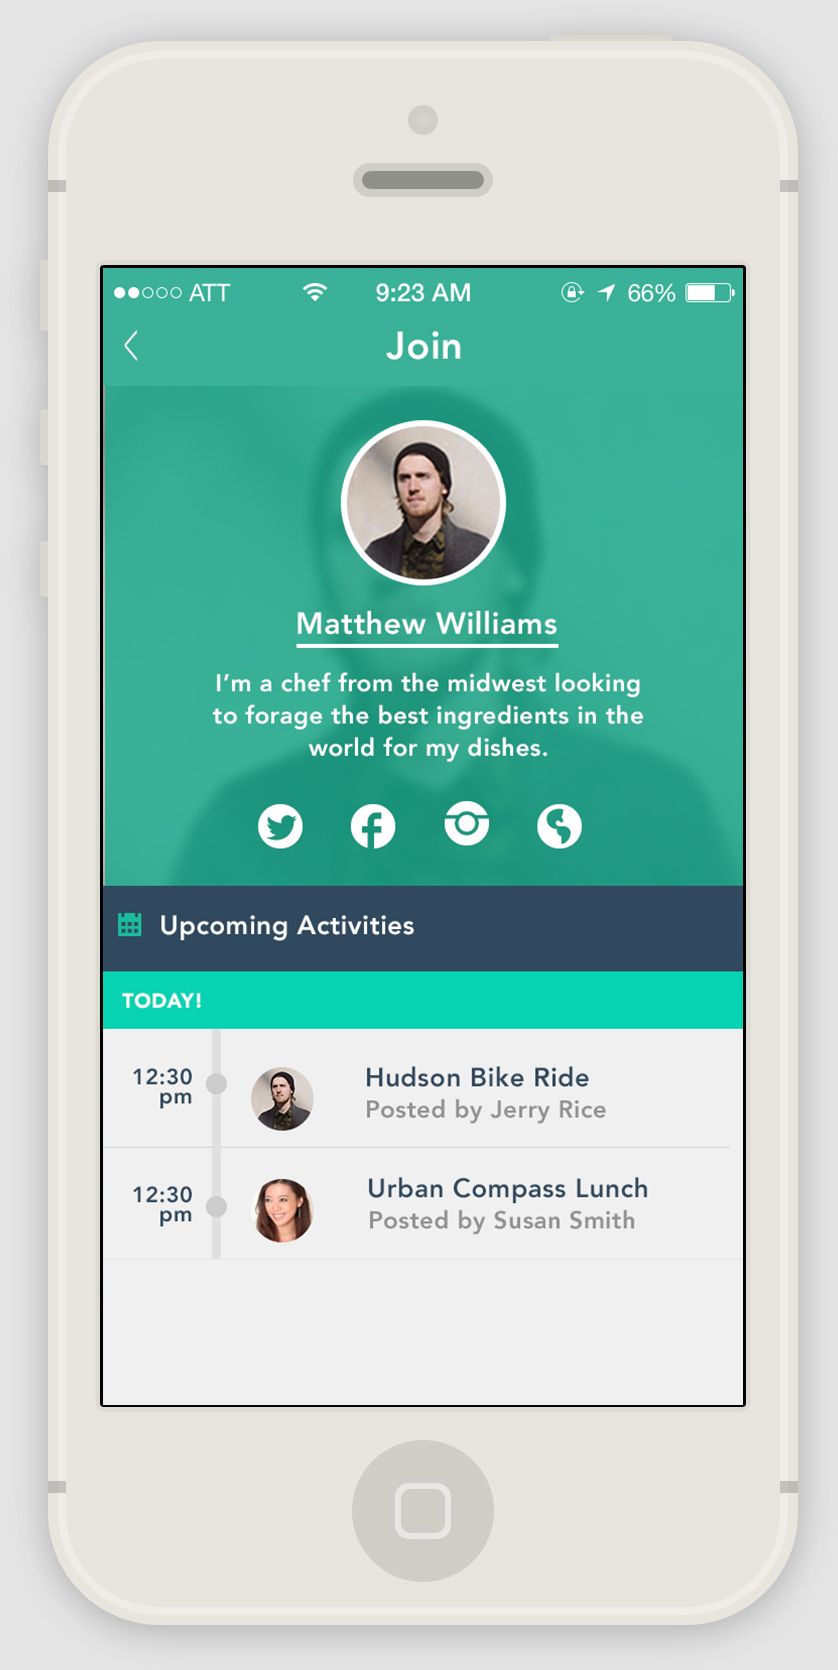 ATT 9:23 AM 66%
Join
Matthew Williams
I'm a chef from the midwest looking
to forage the best ingredients in the
world for my dishes.
Upcoming Activities
TODAY!
12:30
pm
Hudson Bike Ride
Posted by Jerry Rice
12:30
pm
Urban Compass Lunch
Posted by Susan Smith